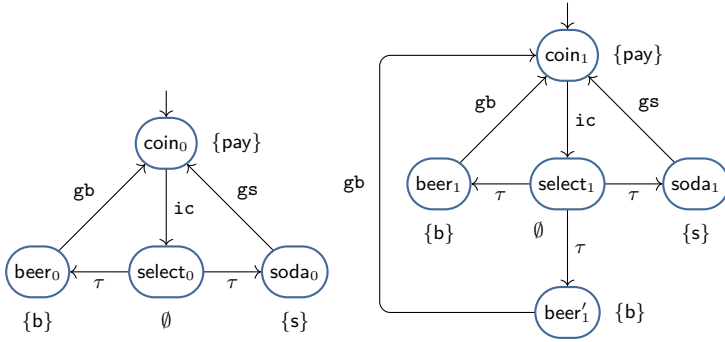 coin₁ {pay}
gb gs
ic
gb
beer₁ τ select₁ τ soda₁
{b} ∅ {s}
τ
beer′₁ {b}
coin₀ {pay}
gb gs
ic
beer₀ τ select₀ τ soda₀
{b} ∅ {s}